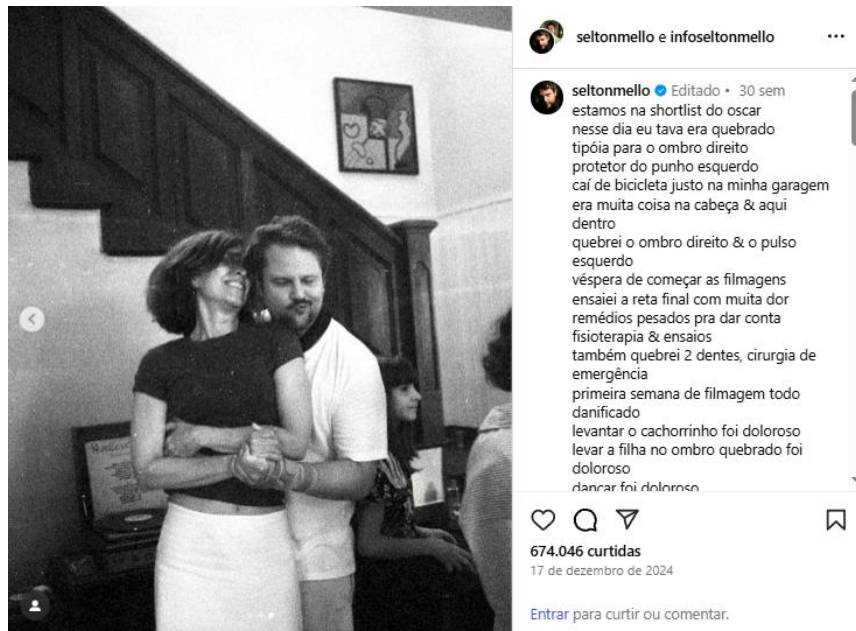 seltonmello e infoseltonmello
seltonmello Editado • 30 sem
estamos na shortlist do oscar
nesse dia eu tava era quebrado
tipóia para o ombro direito
protetor do punho esquerdo
caí de bicicleta justo na minha garagem
era muita coisa na cabeça & aqui
dentro
quebrei o ombro direito & o pulso
esquerdo
véspera de começar as filmagens
ensaiei a reta final com muita dor
remédios pesados pra dar conta
fisioterapia & ensaios
também quebrei 2 dentes, cirurgia de
emergência
primeira semana de filmagem todo
danificado
levantar o cachorrinho foi doloroso
levar a filha no ombro quebrado foi
doloroso
dançar foi doloroso
674.046 curtidas
17 de dezembro de 2024
Entrar para curtir ou comentar.